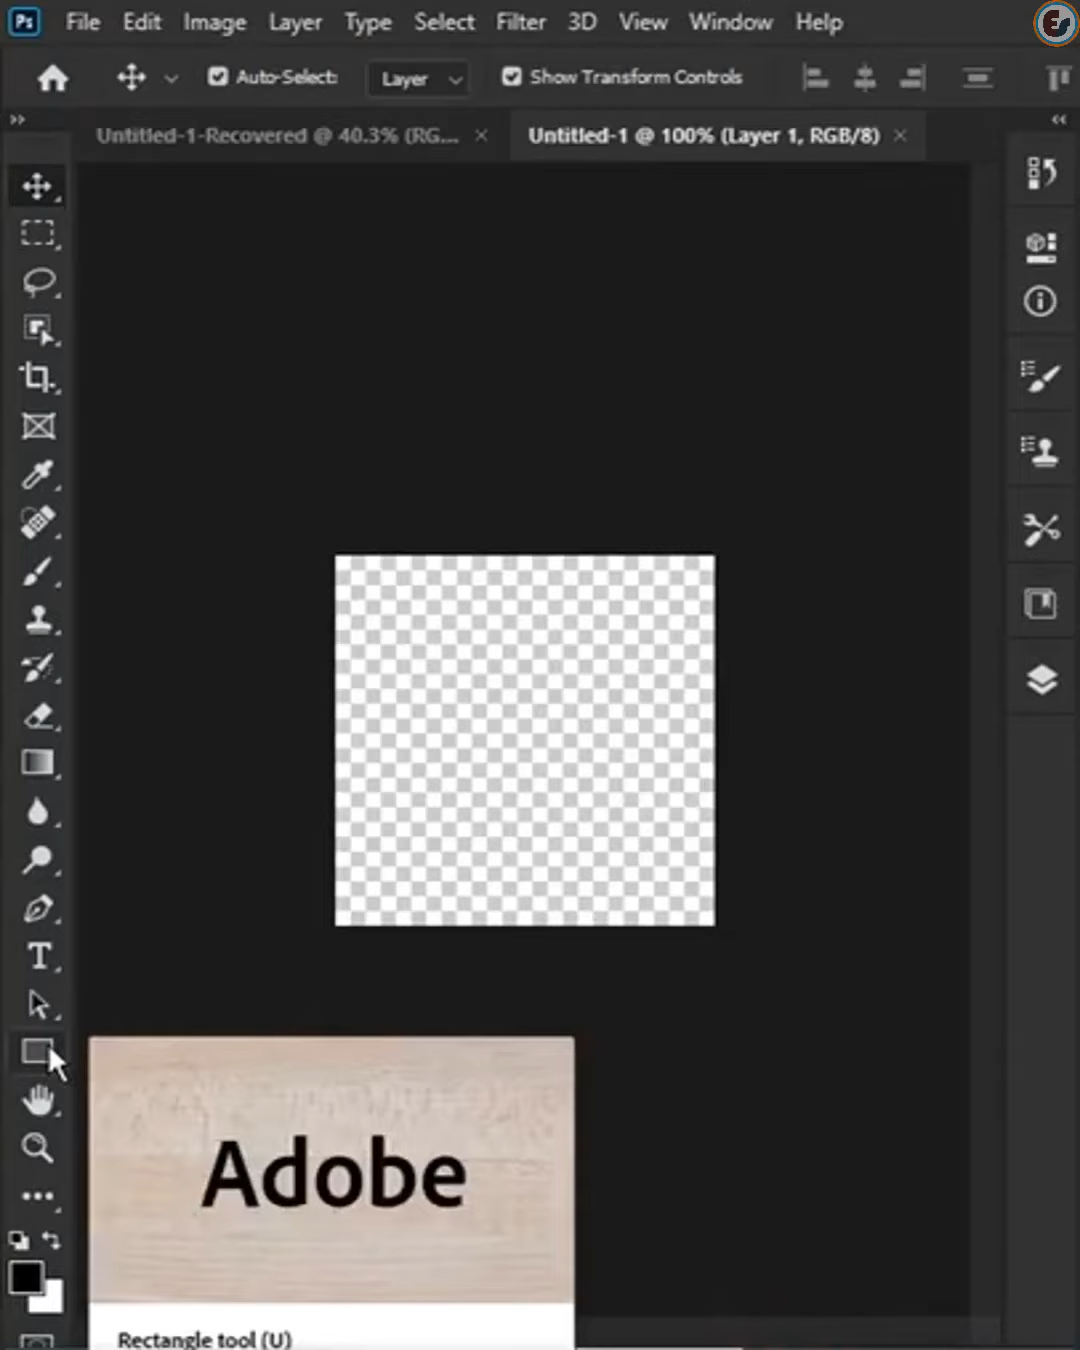 Ps File Edit Image Layer Type Select Filter 3D View Window Help
Auto-Select: Layer Show Transform Controls
Untitled-1-Recovered @ 40.3% (RG... × Untitled-1 @ 100% (Layer 1, RGB/8) ×
T
Adobe
Rectangle tool (U)